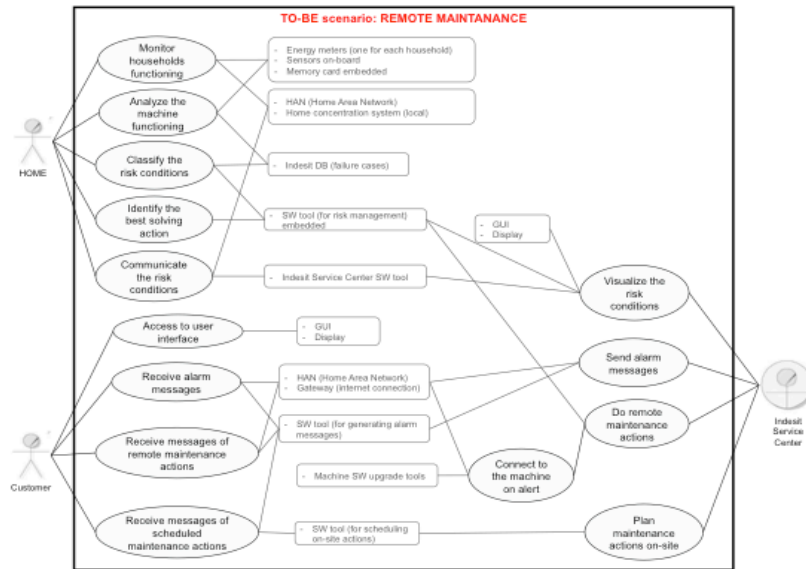 TO-BE scenario: REMOTE MAINTANANCE
Monitor
households
functioning
- Energy meters (one for each household)
- Sensors on-board
- Memory card embedded
Analyze the
machine
functioning
- HAN (Home Area Network)
- Home concentration system (local)
HOME
Classify the
risk conditions
- Indesit DB (failure cases)
Identify the
best solving
action
- SW tool (for risk management)
embedded
- GUI
- Display
Communicate
the risk
conditions
- Indesit Service Center SW tool
Visualize the
risk
conditions
Access to user
interface
- GUI
- Display
Receive alarm
messages
- HAN (Home Area Network)
- Gateway (internet connection)
Send alarm
messages
Indesit
Service
Center
- SW tool (for generating alarm
messages)
Do remote
maintenance
actions
Customer
Receive messages of
remote maintenance
actions
- Machine SW upgrade tools
Connect to
the machine
on alert
Receive messages of
scheduled
maintenance actions
- SW tool (for scheduling
on-site actions)
Plan
maintenance
actions on-site